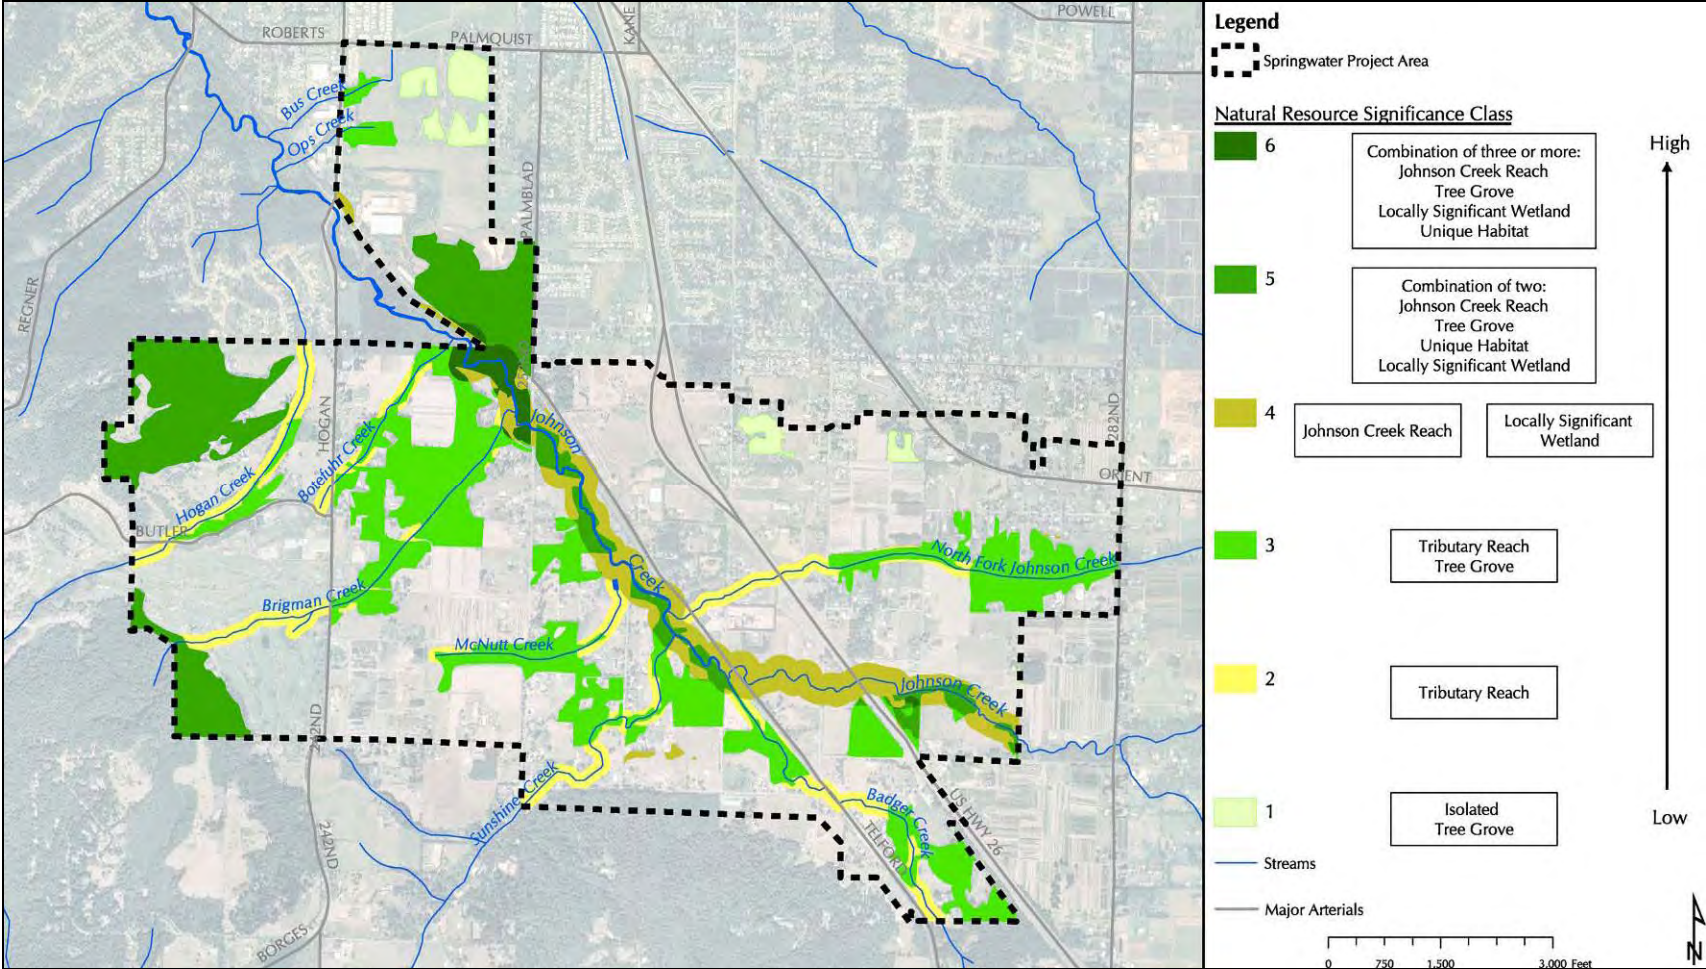 ROBERTS
PALMQUIST
KANE
POWELL
Bus Creek
Ops Creek
PALMBLAD
REGNER
HOGAN
Johnson
282ND
ORIENT
Botefuhr Creek
Hogan Creek
BUTLER
North Fork Johnson Creek
Creek
Brigman Creek
McNutt Creek
Johnson Creek
242ND
Sunshine Creek
Badger Creek
US HWY 26
TELFORD
242ND
BORGES
Legend
Springwater Project Area
Natural Resource Significance Class
6
Combination of three or more:
Johnson Creek Reach
Tree Grove
Locally Significant Wetland
Unique Habitat
High
5
Combination of two:
Johnson Creek Reach
Tree Grove
Unique Habitat
Locally Significant Wetland
4
Johnson Creek Reach
Locally Significant
Wetland
3
Tributary Reach
Tree Grove
2
Tributary Reach
1
Isolated
Tree Grove
Low
Streams
Major Arterials
0 750 1,500 3,000 Feet
N